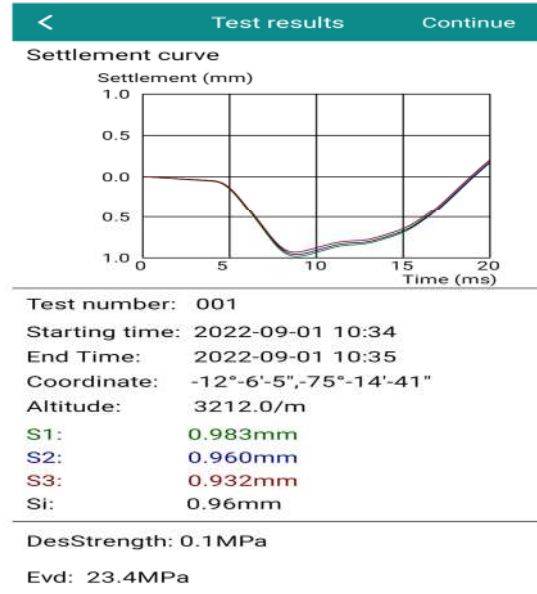 < Test results Continue
Settlement curve
Settlement (mm)
1.0
0.5
0.0
0.5
1.0
0 5 10 15 20
Time (ms)
Test number: 001
Starting time: 2022-09-01 10:34
End Time: 2022-09-01 10:35
Coordinate: -12°-6'-5",-75°-14'-41"
Altitude: 3212.0/m
S1: 0.983mm
S2: 0.960mm
S3: 0.932mm
Si: 0.96mm
DesStrength: 0.1MPa
Evd: 23.4MPa